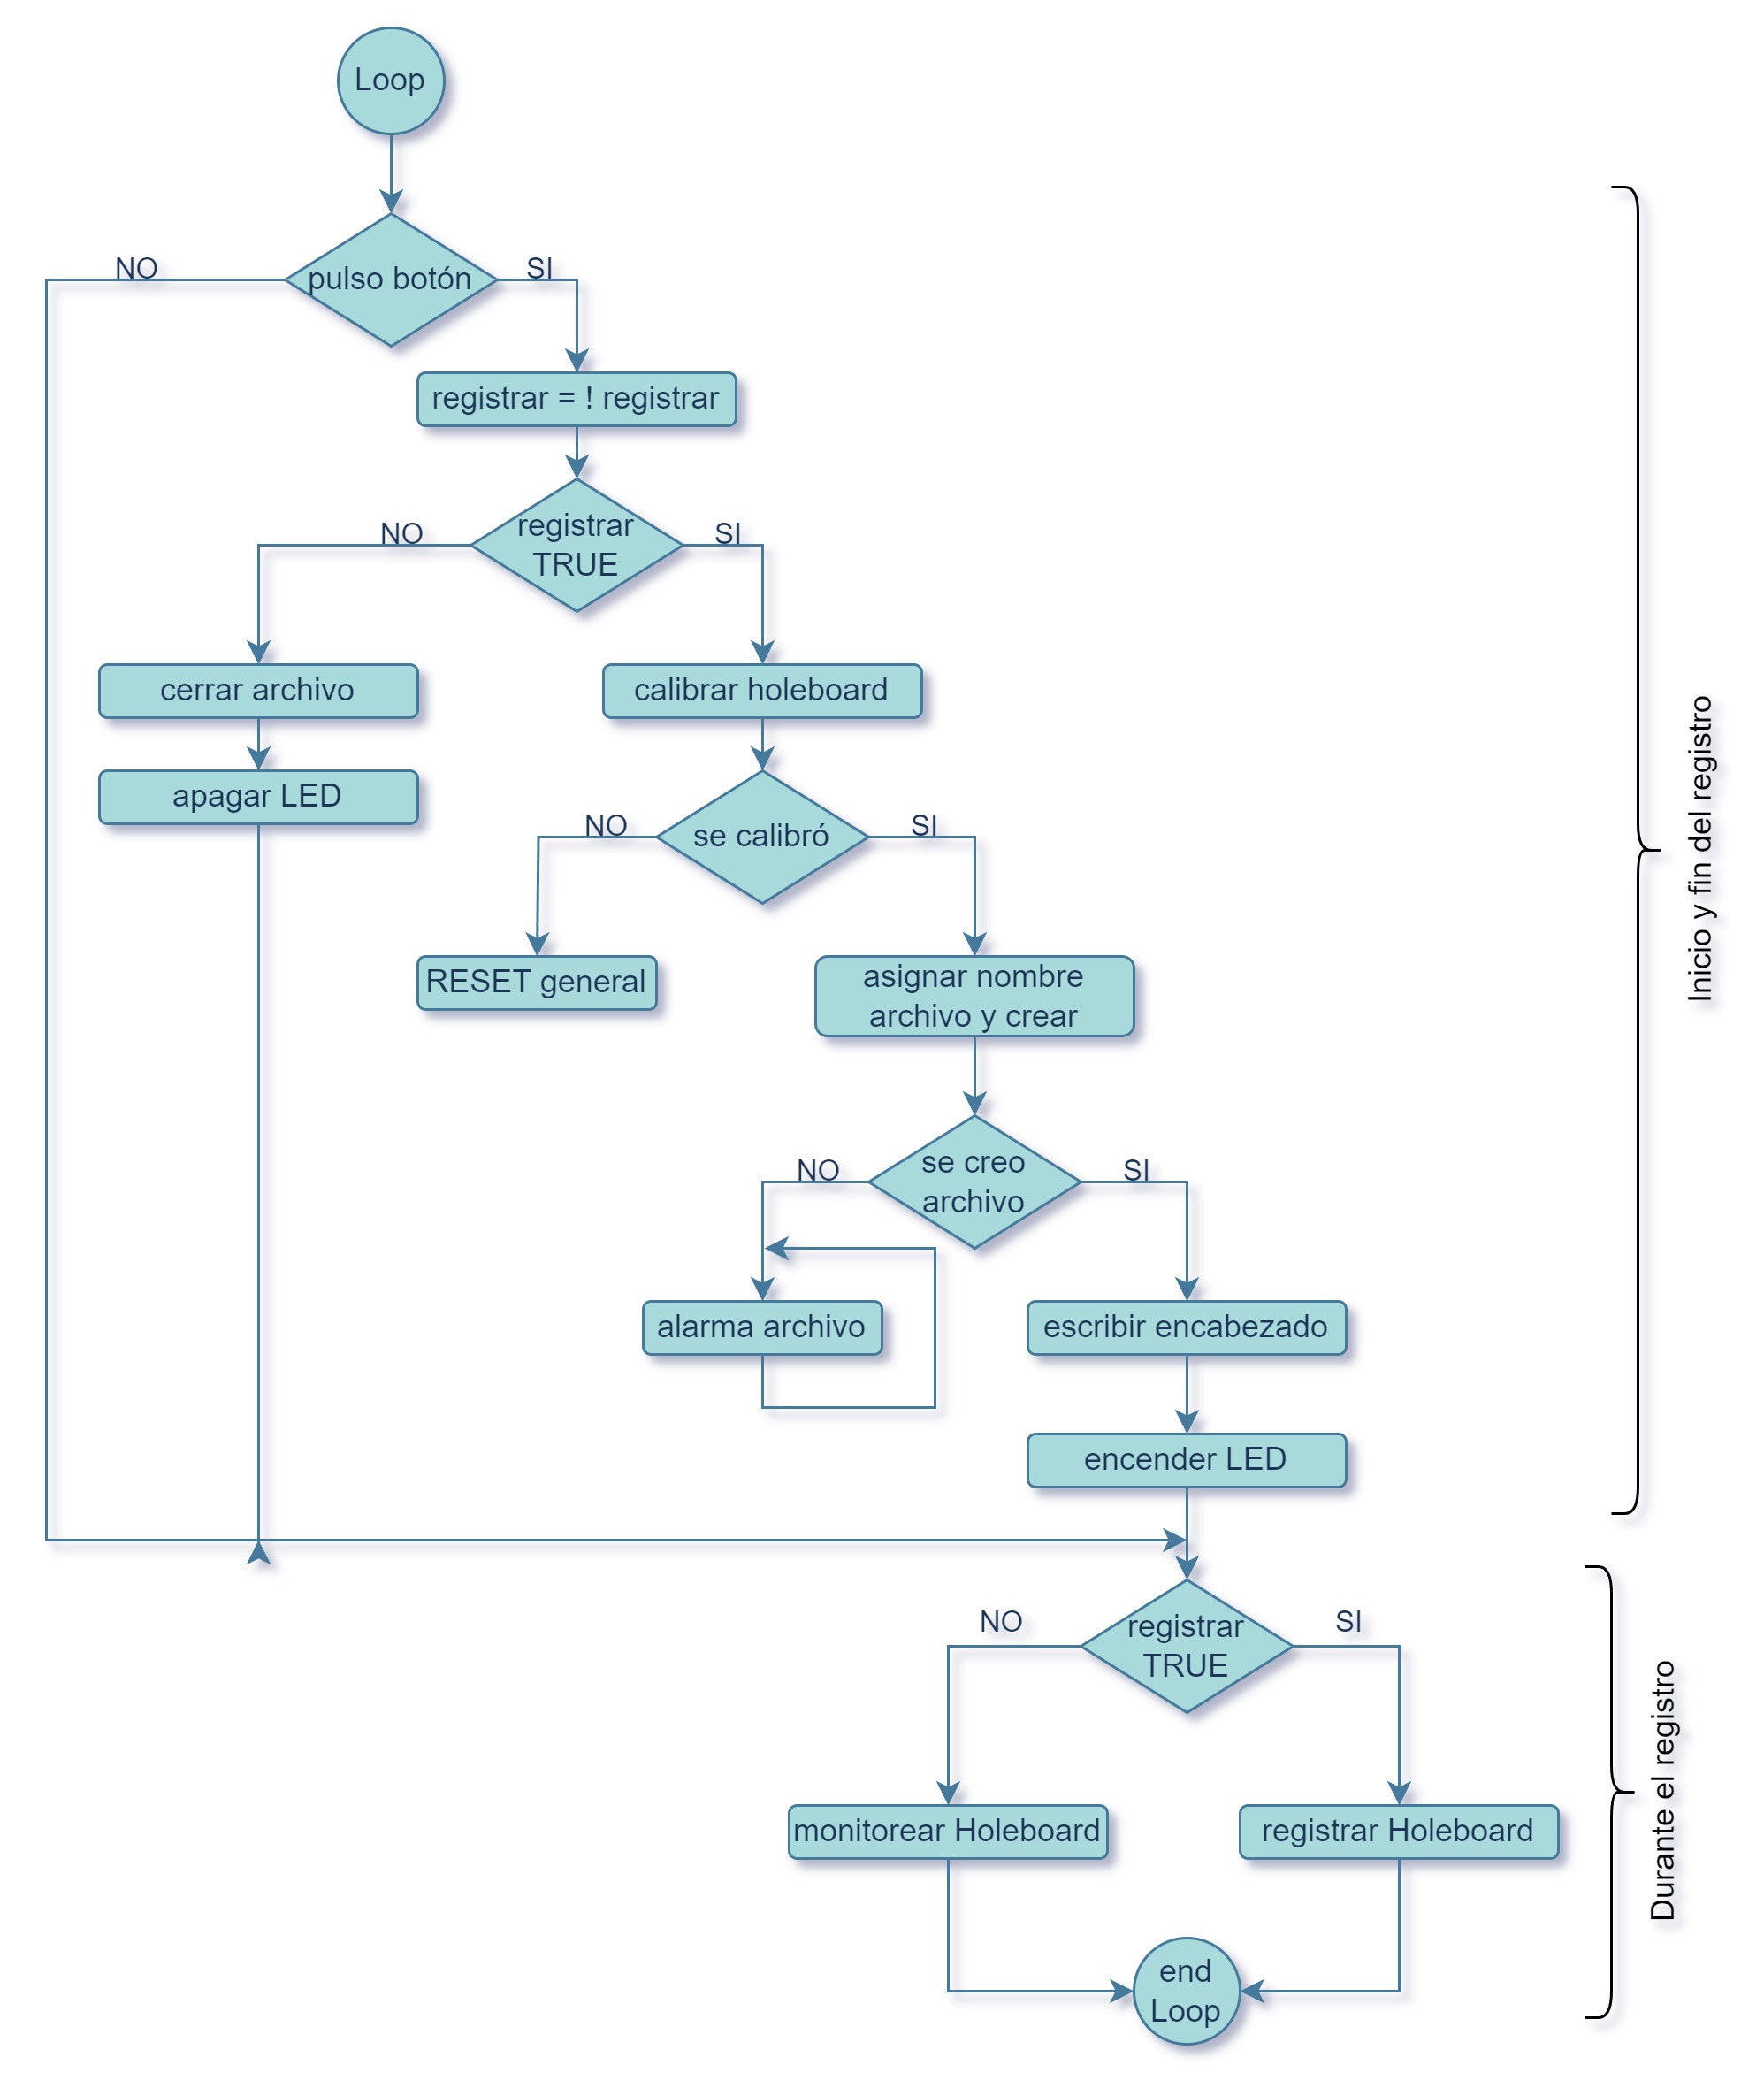 Loop
pulso botón
NO
SI
registrar = ! registrar
registrar
TRUE
NO
SI
cerrar archivo
calibrar holeboard
apagar LED
se calibró
NO
SI
RESET general
asignar nombre
archivo y crear
se creo
archivo
NO
SI
alarma archivo
escribir encabezado
encender LED
Inicio y fin del registro
registrar
TRUE
NO
SI
monitorear Holeboard
registrar Holeboard
end
Loop
Durante el registro